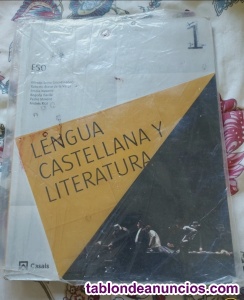 1
ESO
LENGUA
CASTELLANA Y
LITERATURA
Casals
tablondeanuncios.com